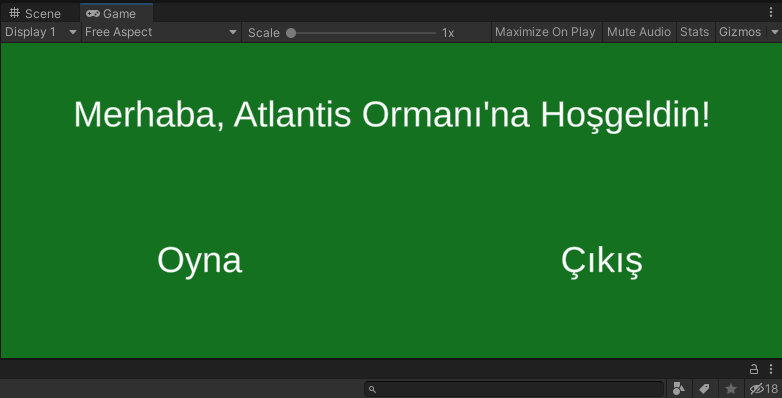 Scene Game
Display 1 Free Aspect Scale 1x Maximize On Play Mute Audio Stats Gizmos
Merhaba, Atlantis Ormanı'na Hoşgeldin!
Oyna Çıkış
18